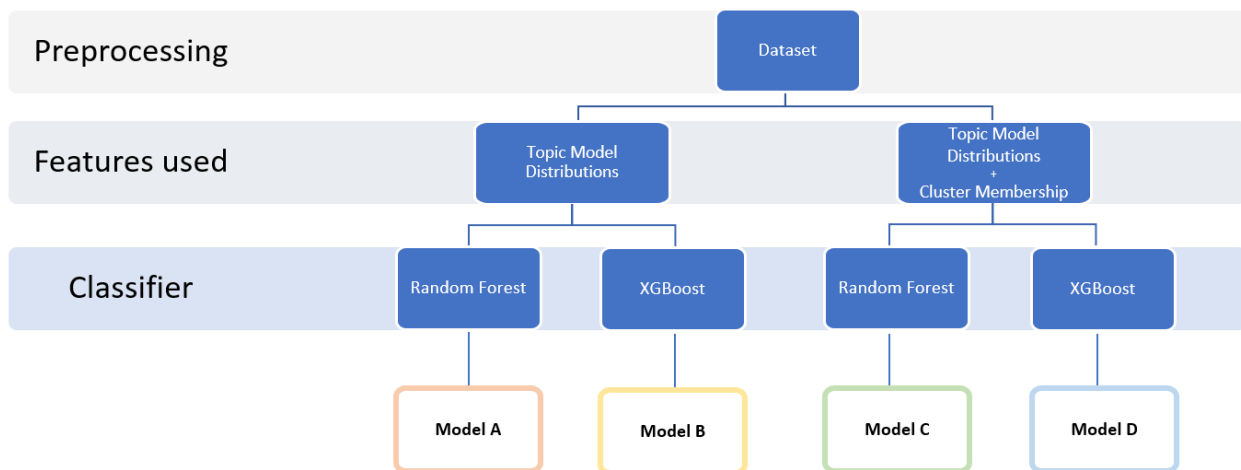 Preprocessing
Dataset
Features used
Topic Model
Distributions
Topic Model
Distributions
+
Cluster Membership
Classifier
Random Forest
XGBoost
Random Forest
XGBoost
Model A
Model B
Model C
Model D